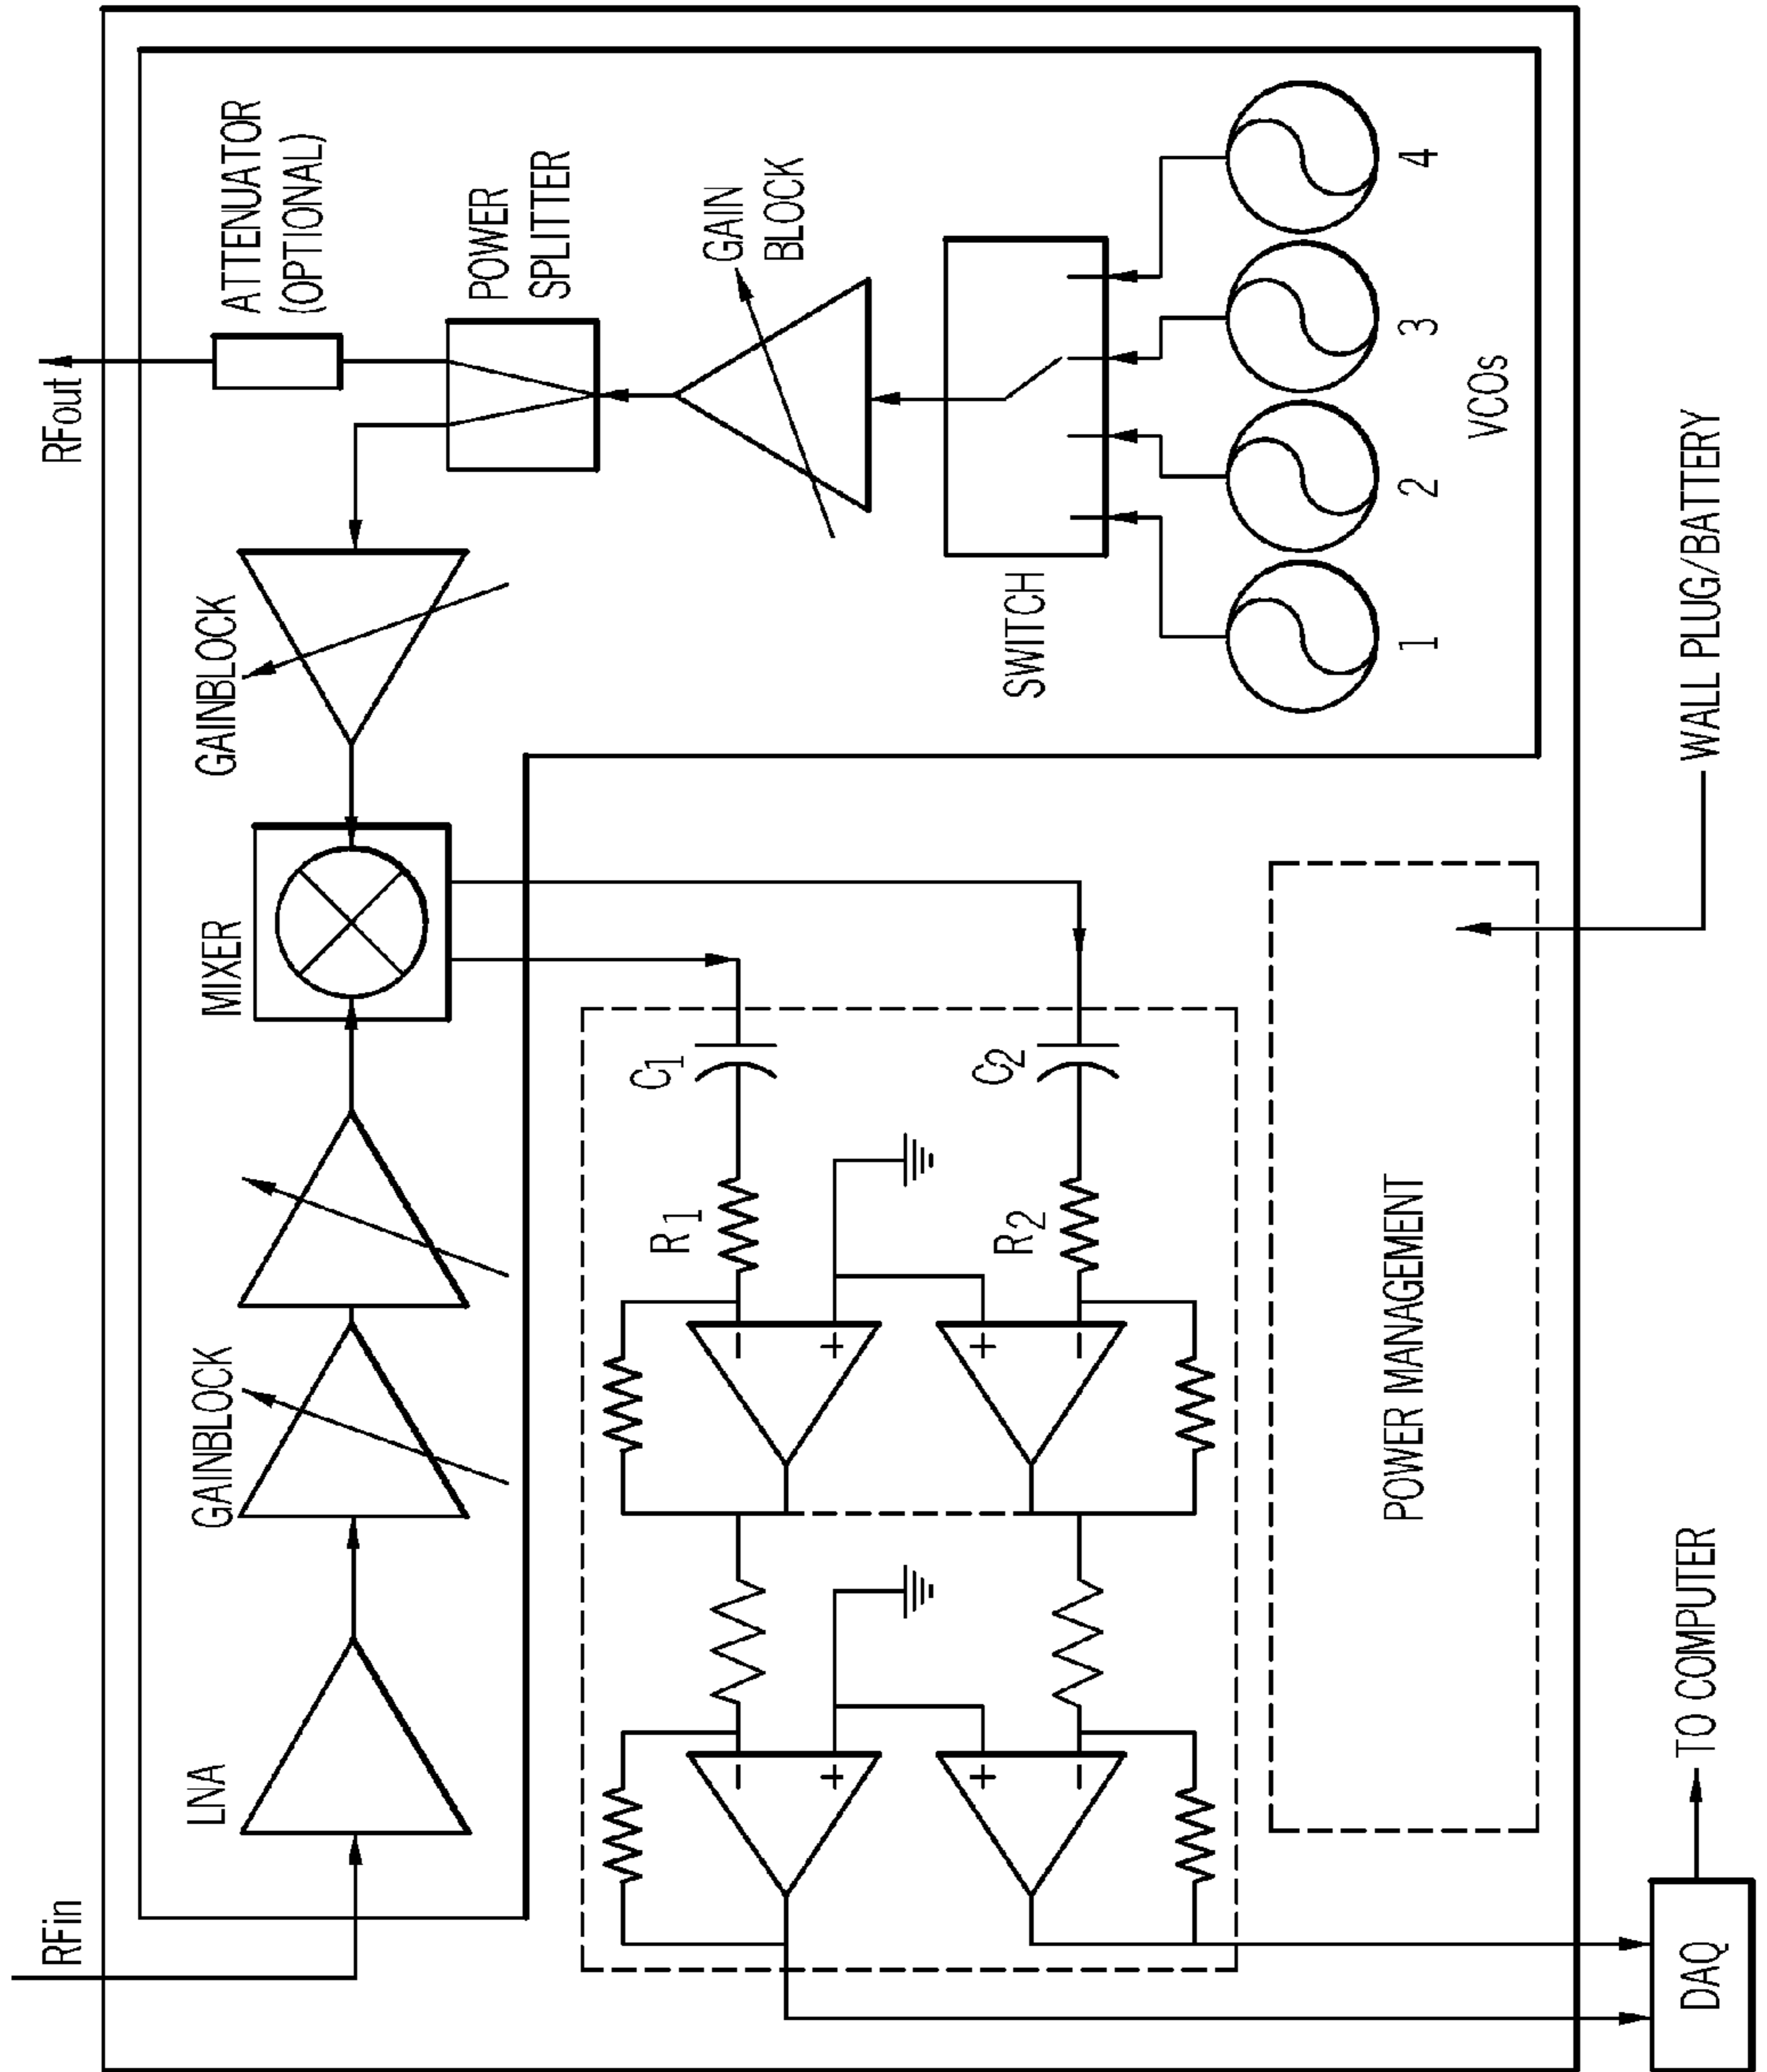 RFin
RFout
LNA
GAINBLOCK
MIXER
GAINBLOCK
ATTENUATOR
(OPTIONAL)
POWER
SPLITTER
GAIN
BLOCK
SWITCH
1
2
3
4
VCOs
C1
R1
C2
R2
−
+
+
−
−
+
+
−
POWER MANAGEMENT
WALL PLUG/BATTERY
DAQ
TO COMPUTER